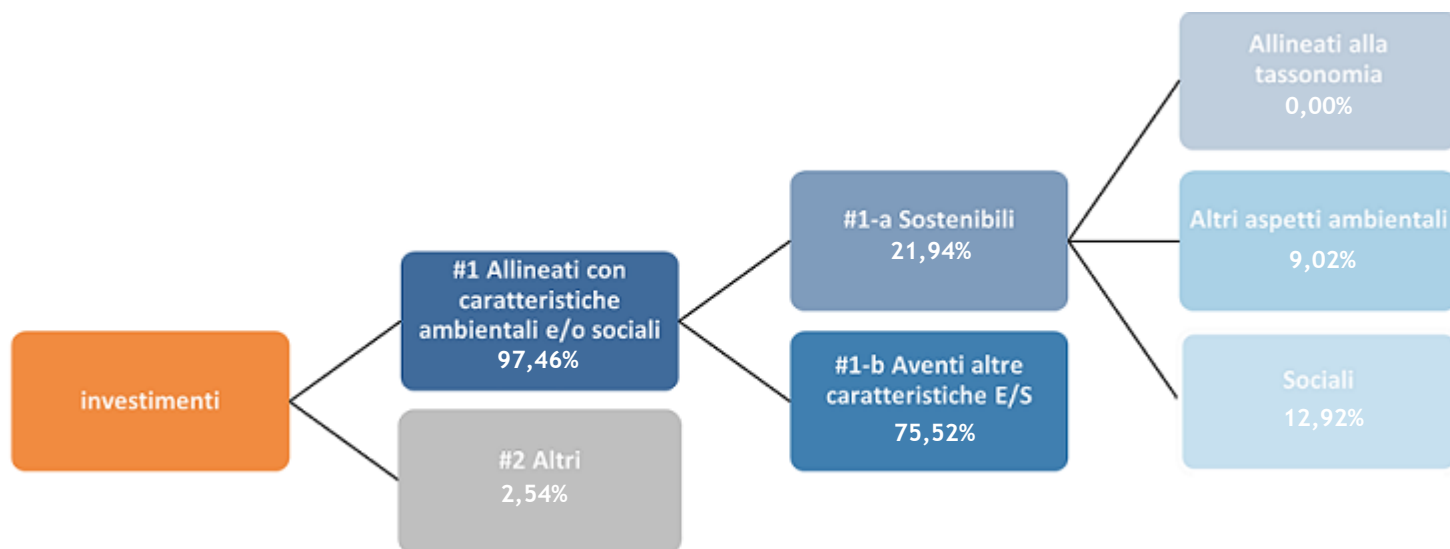 investimenti
#1 Allineati con
caratteristiche
ambientali e/o sociali
97,46%
#2 Altri
2,54%
#1-a Sostenibili
21,94%
#1-b Aventi altre
caratteristiche E/S
75,52%
Allineati alla
tassonomia
0,00%
Altri aspetti ambientali
9,02%
Sociali
12,92%